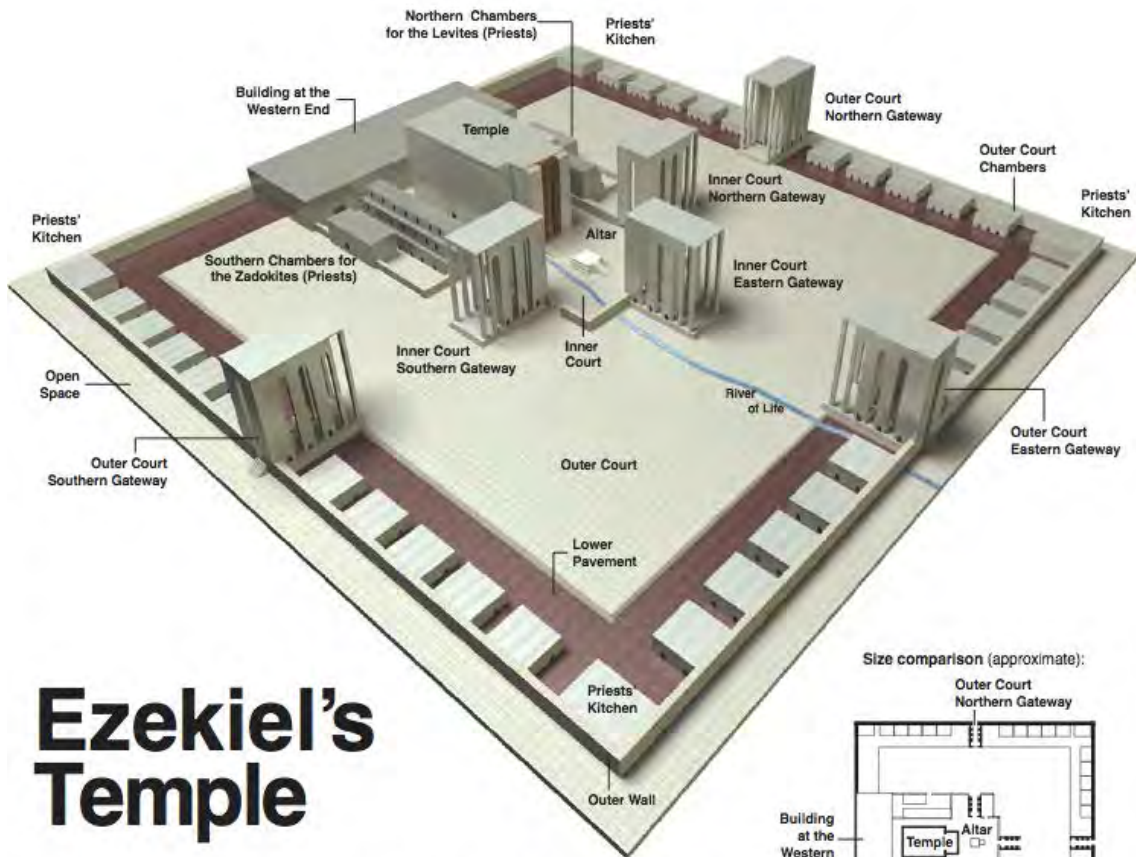 Northern Chambers
for the Levites (Priests)
Priests'
Kitchen
Building at the
Western End
Temple
Outer Court
Northern Gateway
Outer Court
Chambers
Inner Court
Northern Gateway
Priests'
Kitchen
Priests'
Kitchen
Altar
Southern Chambers for
the Zadokites (Priests)
Inner Court
Eastern Gateway
Inner Court
Southern Gateway
Inner
Court
Open
Space
River
of Life
Outer Court
Eastern Gateway
Outer Court
Southern Gateway
Outer Court
Lower
Pavement
Priests'
Kitchen
Outer Wall
Ezekiel's
Temple
Size comparison (approximate):
Outer Court
Northern Gateway
Building
at the
Western
Temple
Altar